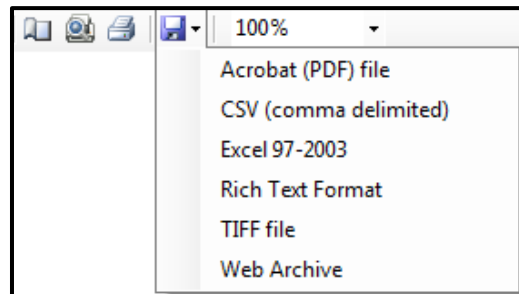 100%
Acrobat (PDF) file
CSV (comma delimited)
Excel 97-2003
Rich Text Format
TIFF file
Web Archive